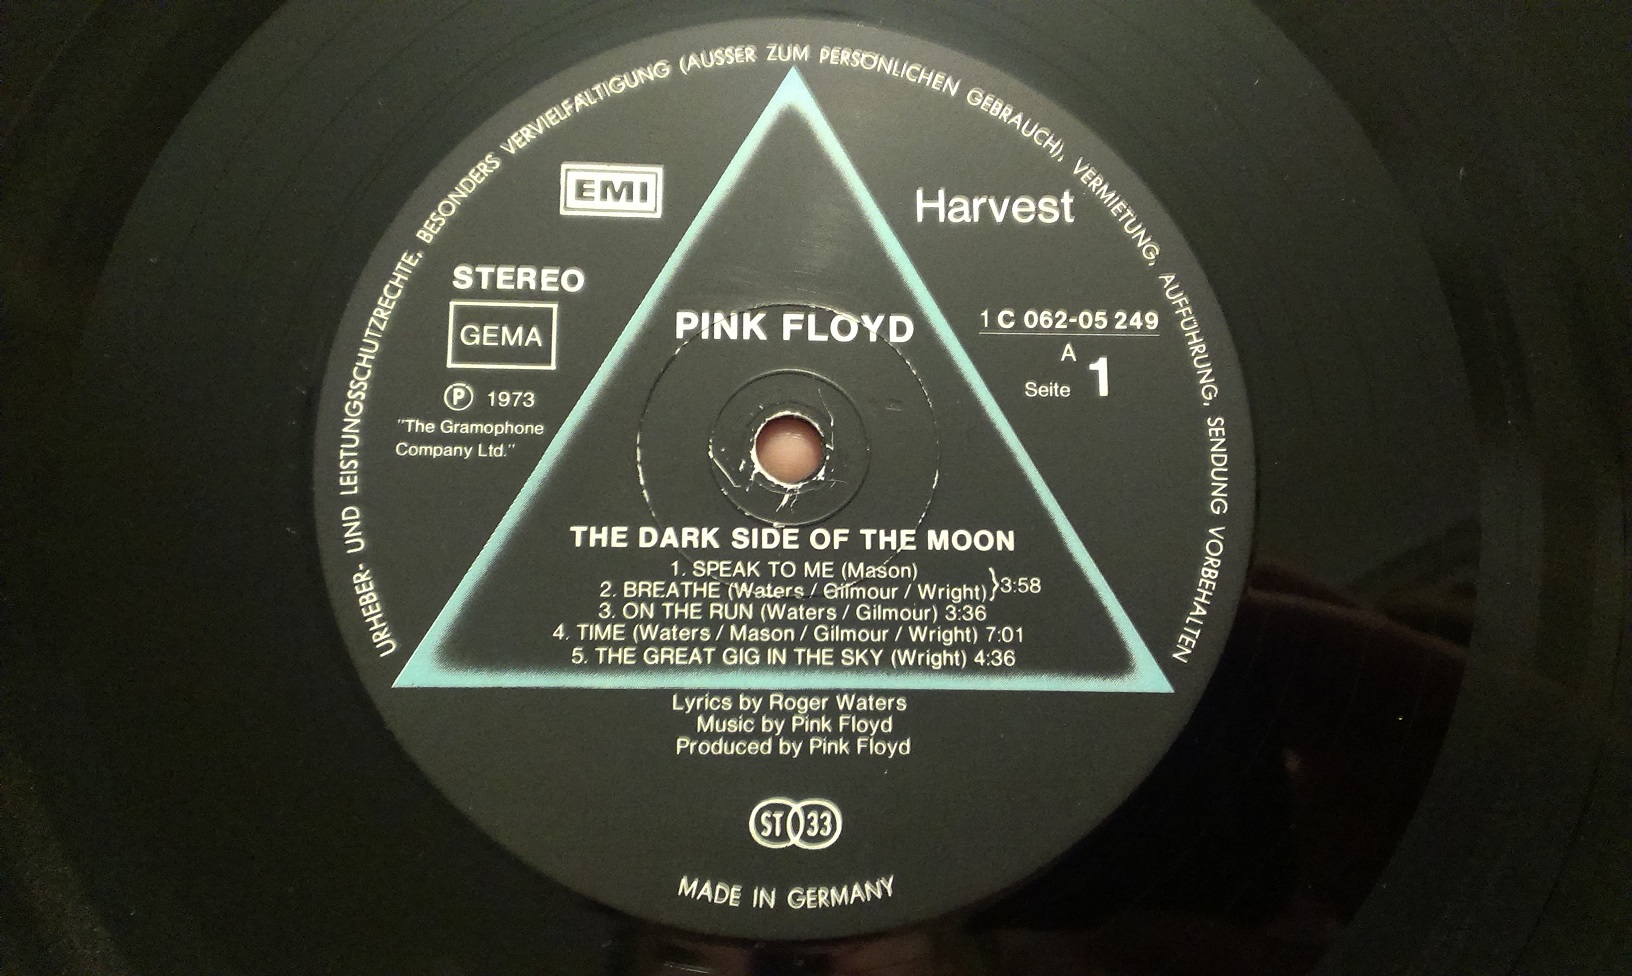 URHEBER- UND LEISTUNGSSCHUTZRECHTE, BESONDERS VERVIELFÄLTIGUNG (AUSSER ZUM PERSÖNLICHEN GEBRAUCH), VERMIETUNG, AUFFÜHRUNG, SENDUNG VORBEHALTEN
EMI
Harvest
STEREO
GEMA
℗ 1973
"The Gramophone
Company Ltd."
PINK FLOYD
1 C 062-05 249
A
Seite 1
THE DARK SIDE OF THE MOON
1. SPEAK TO ME (Mason)
2. BREATHE (Waters / Gilmour / Wright) }3:58
3. ON THE RUN (Waters / Gilmour) 3:36
4. TIME (Waters / Mason / Gilmour / Wright) 7:01
5. THE GREAT GIG IN THE SKY (Wright) 4:36
Lyrics by Roger Waters
Music by Pink Floyd
Produced by Pink Floyd
ST 33
MADE IN GERMANY